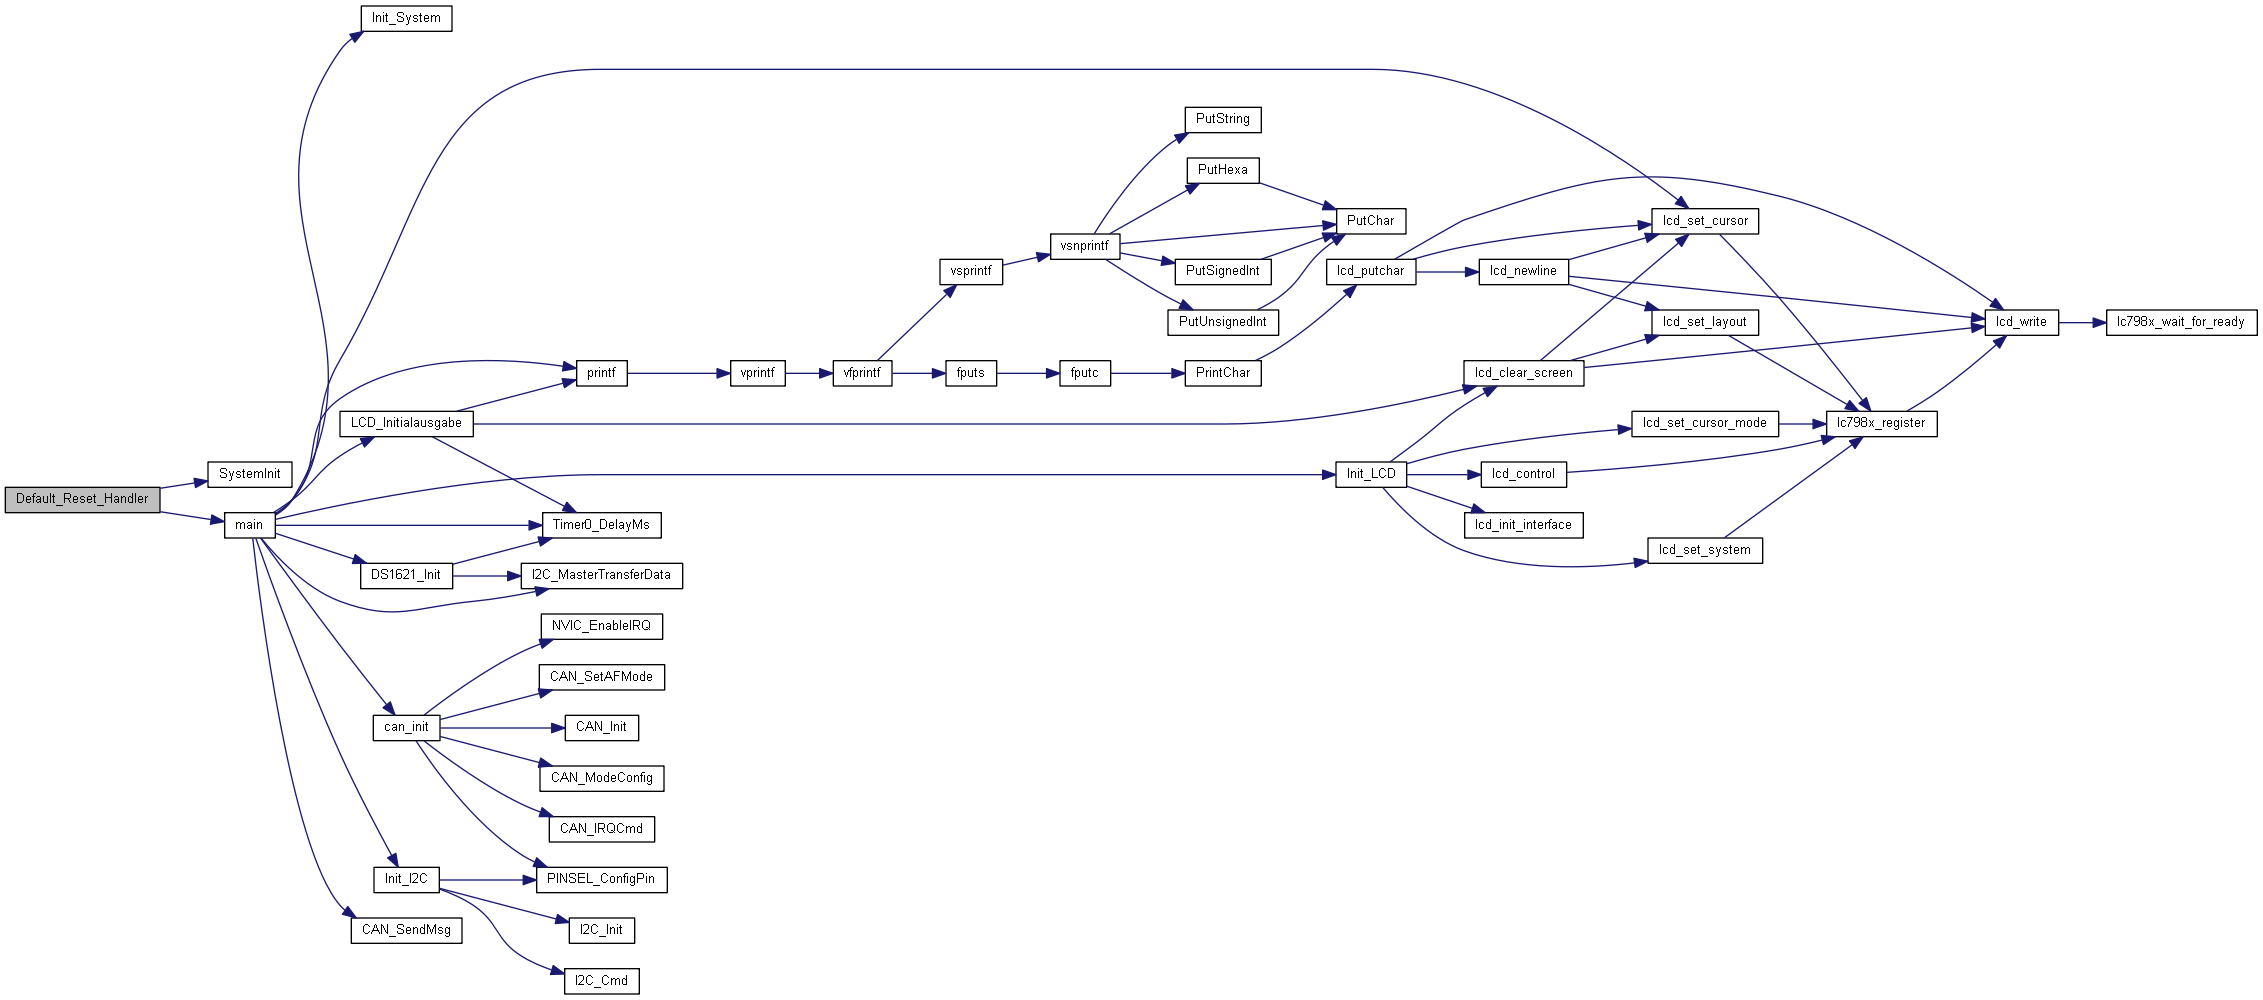 Init_System
PutString
PutHexa
PutChar
lcd_set_cursor
vsnprintf
vsprintf
PutSignedInt
lcd_putchar
lcd_newline
PutUnsignedInt
lcd_set_layout
lcd_write
lc798x_wait_for_ready
printf
vprintf
vfprintf
fputs
fputc
PrintChar
lcd_clear_screen
LCD_Initialausgabe
lcd_set_cursor_mode
lc798x_register
SystemInit
Init_LCD
lcd_control
Default_Reset_Handler
main
Timer0_DelayMs
lcd_init_interface
lcd_set_system
DS1621_Init
I2C_MasterTransferData
NVIC_EnableIRQ
CAN_SetAFMode
can_init
CAN_Init
CAN_ModeConfig
CAN_IRQCmd
Init_I2C
PINSEL_ConfigPin
CAN_SendMsg
I2C_Init
I2C_Cmd